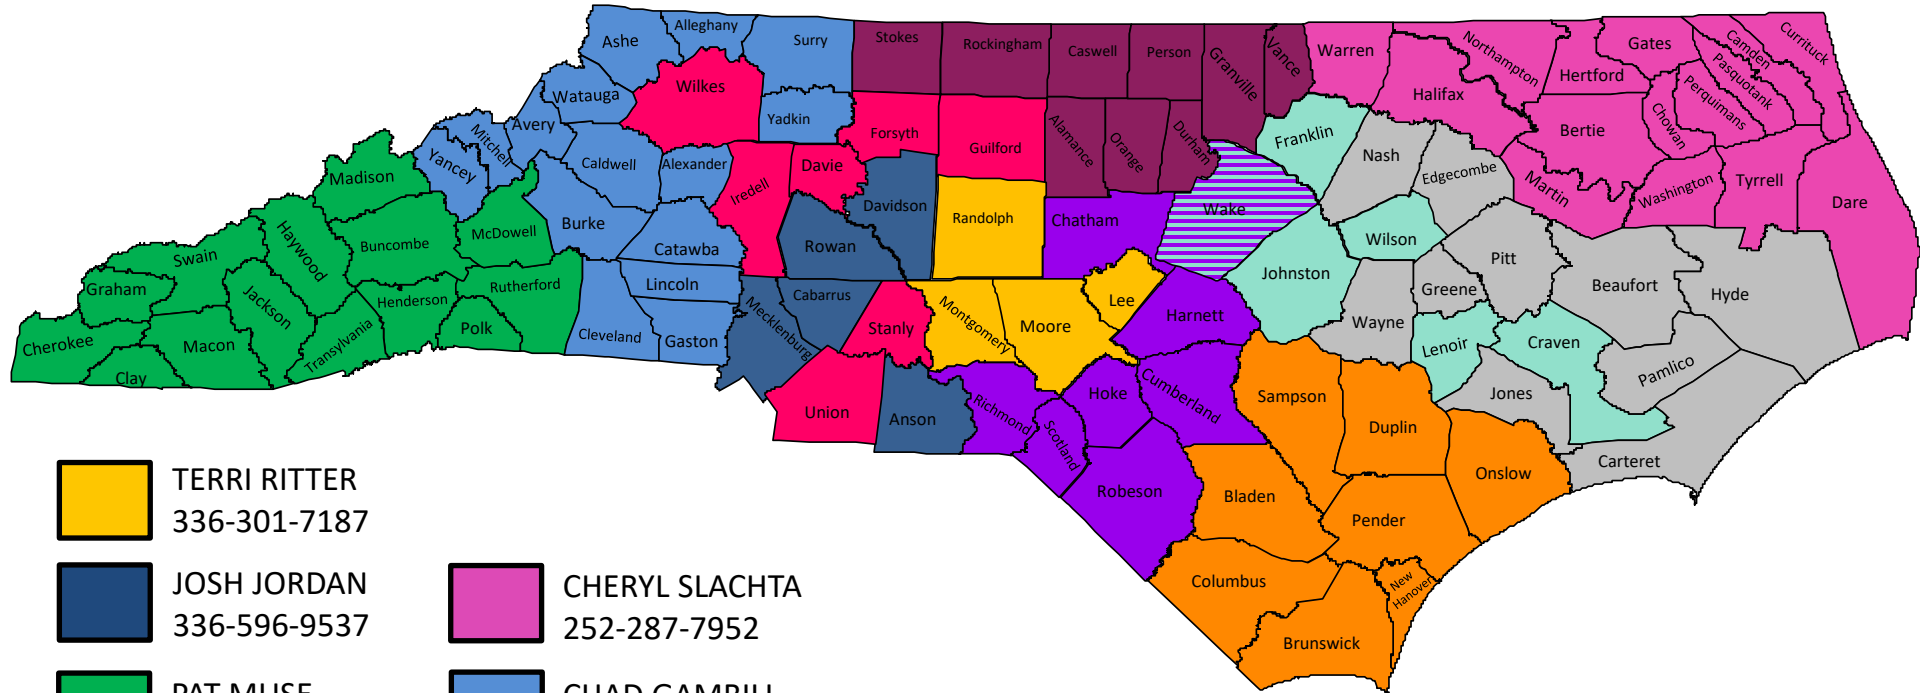 Ashe
Alleghany
Surry
Stokes
Rockingham
Caswell
Person
Granville
Vance
Warren
Northampton
Gates
Camden
Currituck
Hertford
Pasquotank
Perquimans
Chowan
Halifax
Bertie
Wilkes
Watauga
Avery
Mitchell
Yancey
Yadkin
Forsyth
Guilford
Alamance
Orange
Durham
Franklin
Nash
Edgecombe
Martin
Washington
Tyrrell
Dare
Madison
Caldwell
Alexander
Iredell
Davie
Davidson
Randolph
Chatham
Wake
Wilson
Johnston
Pitt
Greene
Beaufort
Hyde
Swain
Haywood
Buncombe
McDowell
Burke
Catawba
Rowan
Graham
Jackson
Henderson
Rutherford
Lincoln
Cabarrus
Mecklenburg
Stanly
Montgomery
Moore
Lee
Harnett
Wayne
Lenoir
Craven
Pamlico
Jones
Cherokee
Macon
Clay
Transylvania
Polk
Cleveland
Gaston
Union
Anson
Richmond
Scotland
Hoke
Cumberland
Sampson
Duplin
Onslow
Carteret
Robeson
Bladen
Pender
Columbus
New
Hanover
Brunswick
TERRI RITTER
336-301-7187
JOSH JORDAN
336-596-9537
CHERYL SLACHTA
252-287-7952
PAT MUSE
CHAD GAMBILL